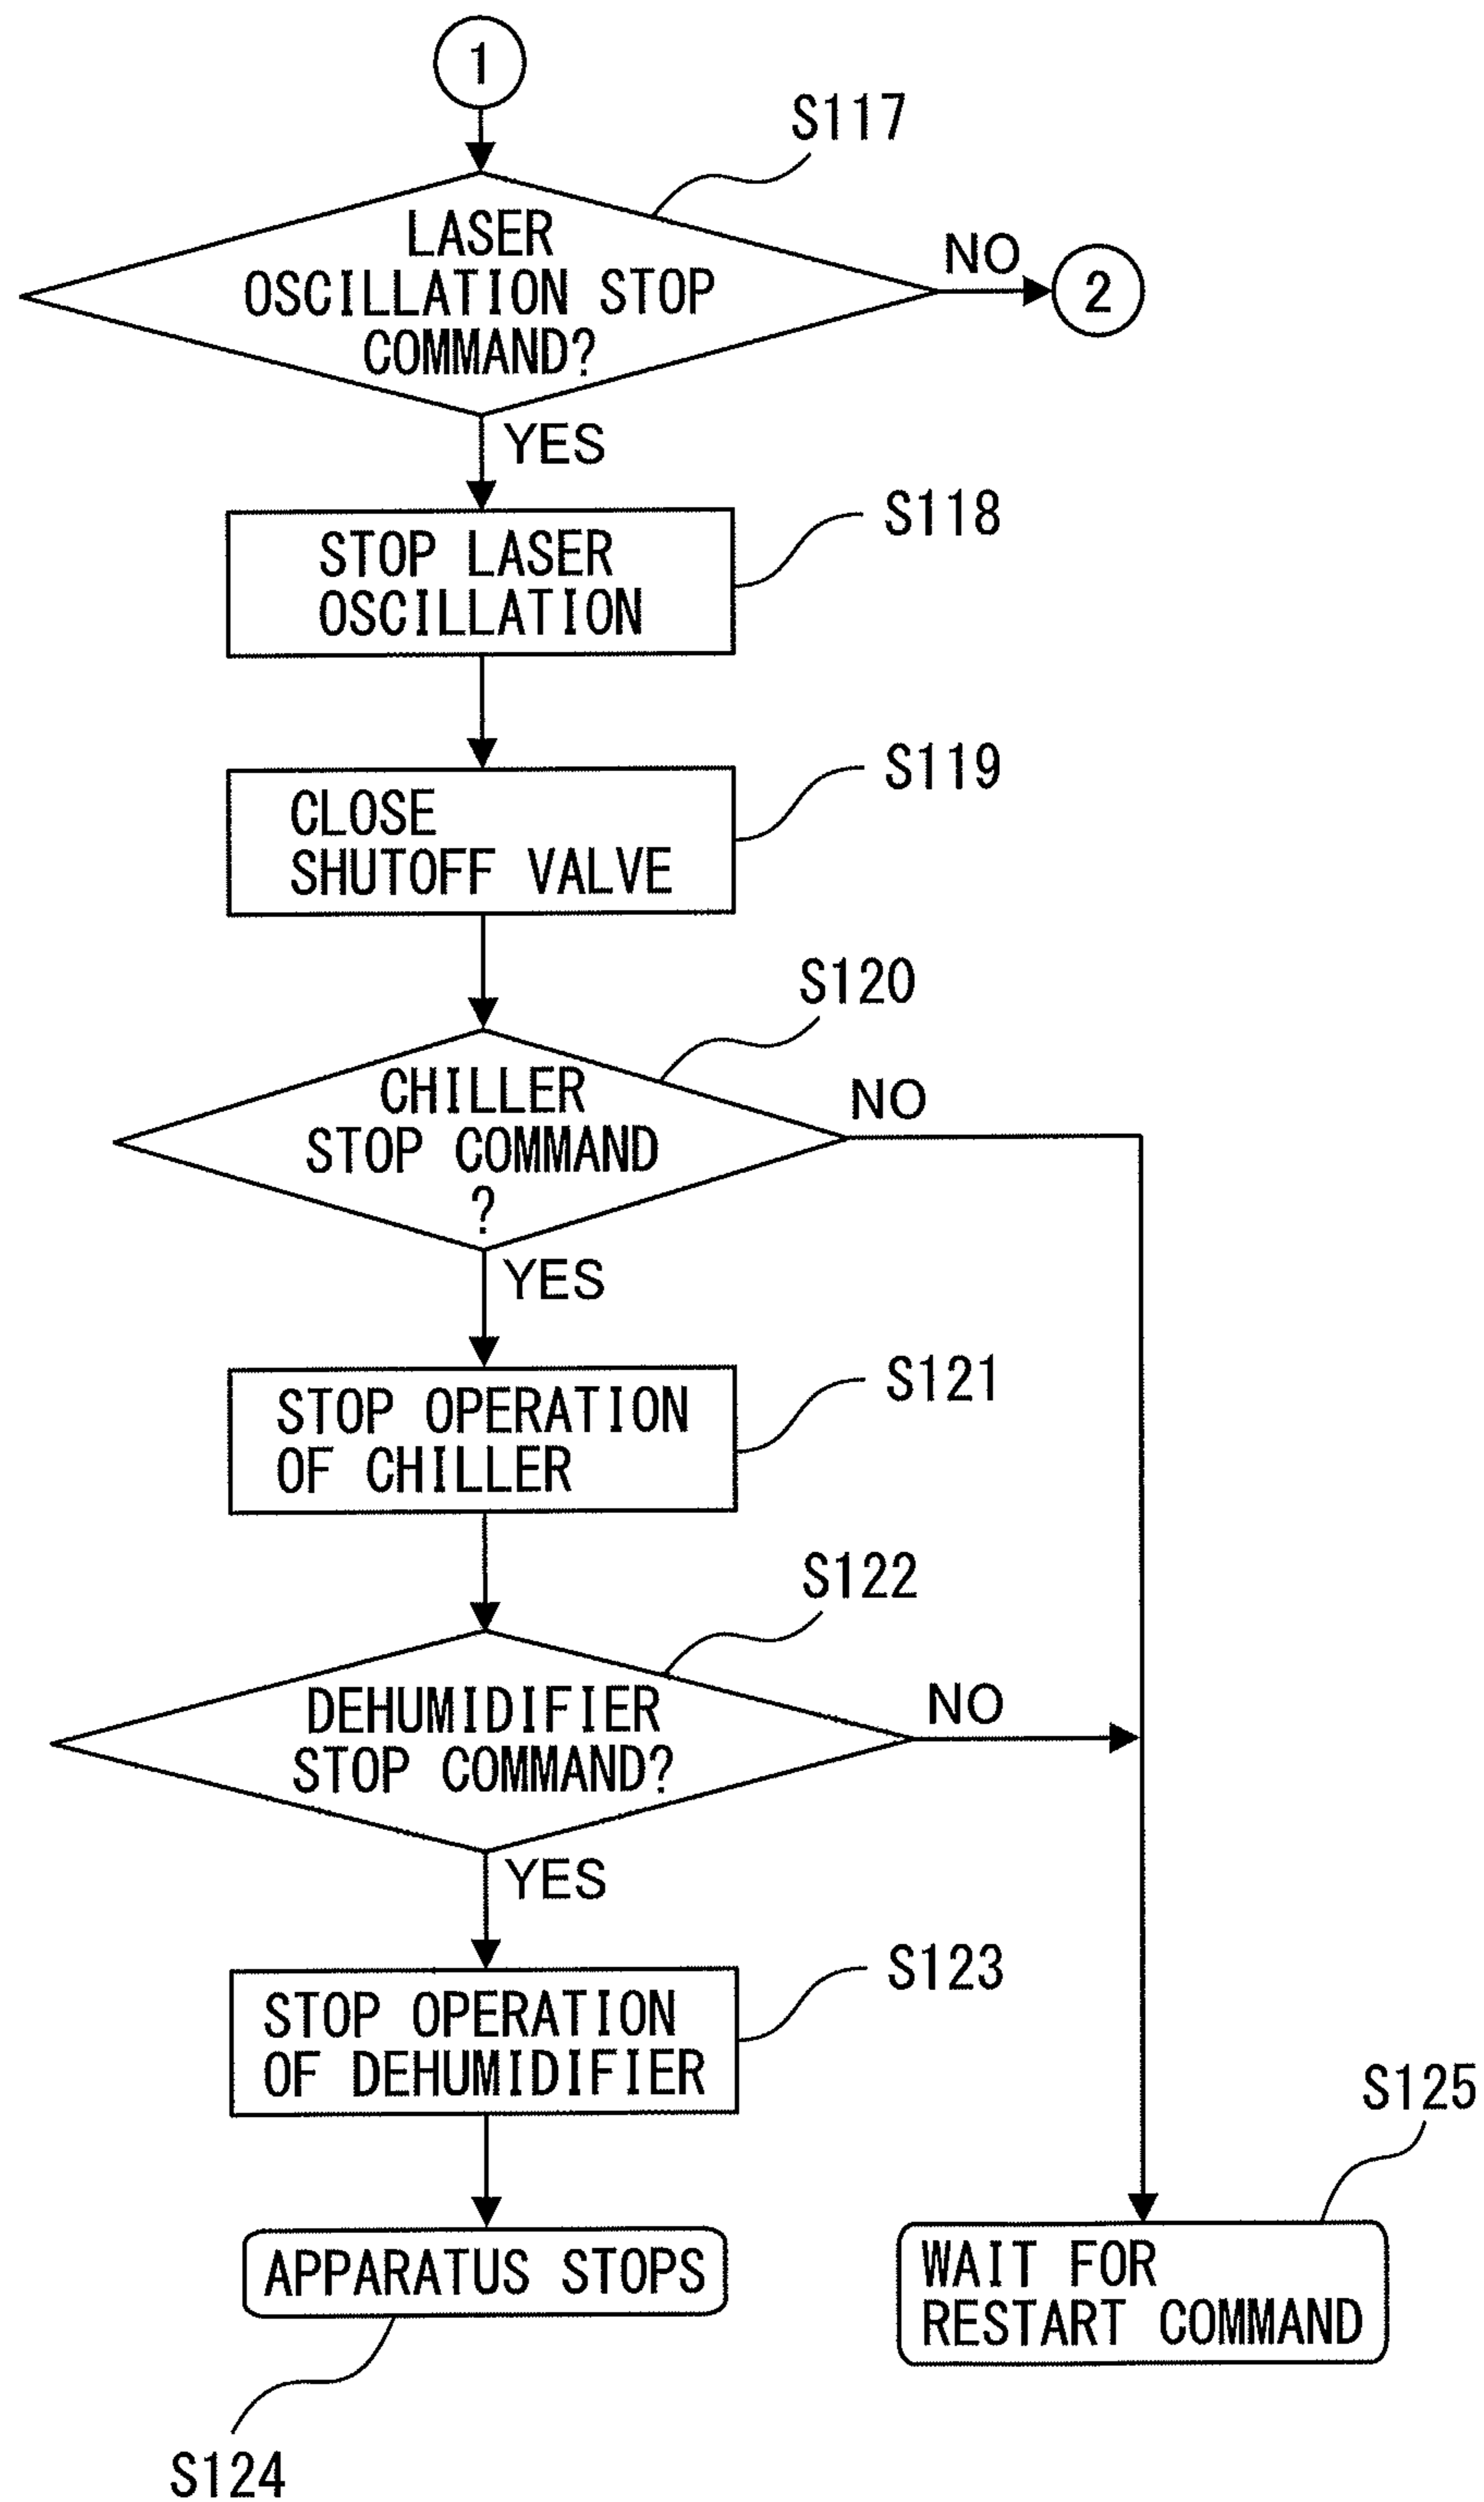 1
S117
LASER
OSCILLATION STOP
COMMAND?
NO
2
YES
S118
STOP LASER
OSCILLATION
S119
CLOSE
SHUTOFF VALVE
S120
CHILLER
STOP COMMAND
?
NO
YES
S121
STOP OPERATION
OF CHILLER
S122
DEHUMIDIFIER
STOP COMMAND?
NO
YES
S123
STOP OPERATION
OF DEHUMIDIFIER
S125
APPARATUS STOPS
WAIT FOR
RESTART COMMAND
S124